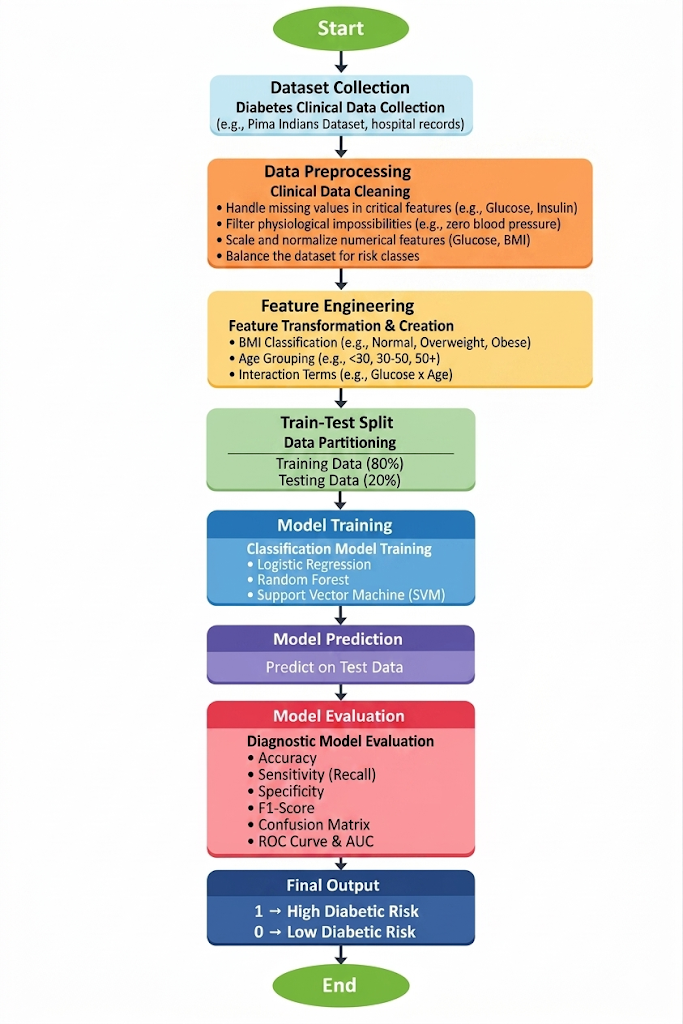 Start
Dataset Collection
Diabetes Clinical Data Collection
(e.g., Pima Indians Dataset, hospital records)
Data Preprocessing
Clinical Data Cleaning
• Handle missing values in critical features (e.g., Glucose, Insulin)
• Filter physiological impossibilities (e.g., zero blood pressure)
• Scale and normalize numerical features (Glucose, BMI)
• Balance the dataset for risk classes
Feature Engineering
Feature Transformation & Creation
• BMI Classification (e.g., Normal, Overweight, Obese)
• Age Grouping (e.g., <30, 30-50, 50+)
• Interaction Terms (e.g., Glucose x Age)
Train-Test Split
Data Partitioning
Training Data (80%)
Testing Data (20%)
Model Training
Classification Model Training
• Logistic Regression
• Random Forest
• Support Vector Machine (SVM)
Model Prediction
Predict on Test Data
Model Evaluation
Diagnostic Model Evaluation
• Accuracy
• Sensitivity (Recall)
• Specificity
• F1-Score
• Confusion Matrix
• ROC Curve & AUC
Final Output
1 → High Diabetic Risk
0 → Low Diabetic Risk
End